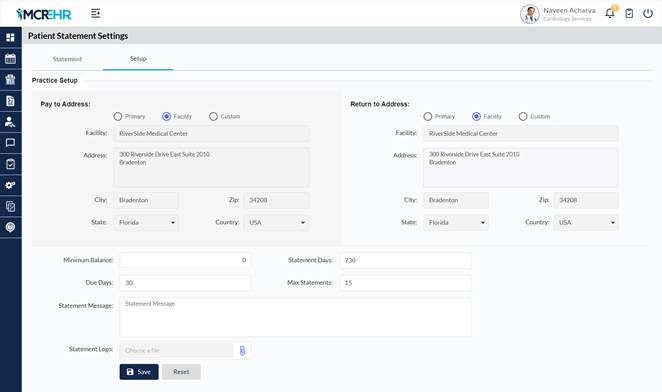 MCREHR
Naveen Acharya
Cardiology Services
Patient Statement Settings
Statement
Setup
Practice Setup
Pay to Address:
Primary
Facility
Custom
Facility:
RiverSide Medical Center
Address:
300 Riverside Drive East Suite 2010
Bradenton
City:
Bradenton
Zip:
34208
State:
Florida
Country:
USA
Return to Address:
Primary
Facility
Custom
Facility:
RiverSide Medical Center
Address:
300 Riverside Drive East Suite 2010
Bradenton
City:
Bradenton
Zip:
34208
State:
Florida
Country:
USA
Minimum Balance:
0
Statement Days:
730
Due Days:
30
Max Statements:
15
Statement Message:
Statement Message
Statement Logo:
Choose a file
Save
Reset